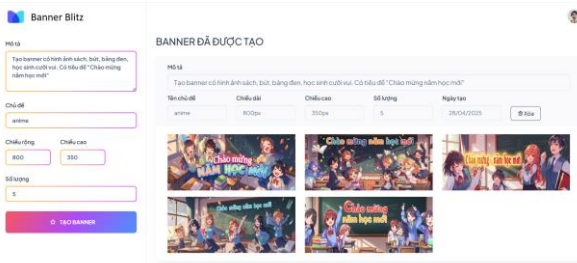 Banner Blitz
Mô tả
Tạo banner có hình ảnh sách, bút, bảng đen,
học sinh cười vui. Có tiêu đề "Chào mừng
năm học mới"
Chủ đề
anime
Chiều rộng
Chiều cao
800
350
Số lượng
5
☆ TẠO BANNER
BANNER ĐÃ ĐƯỢC TẠO
Mô tả
Tạo banner có hình ảnh sách, bút, bảng đen, học sinh cười vui. Có tiêu đề "Chào mừng năm học mới"
Tên chủ đề
Chiều dài
Chiều cao
Số lượng
Ngày tạo
anime
800px
350px
5
28/04/2025
Xóa
Chào mừng
NĂM HỌC MỚI
Chào mừng năm học mới
Chào mừng năm học mới
Chào mừng năm học mới
Chào mừng
năm học mới